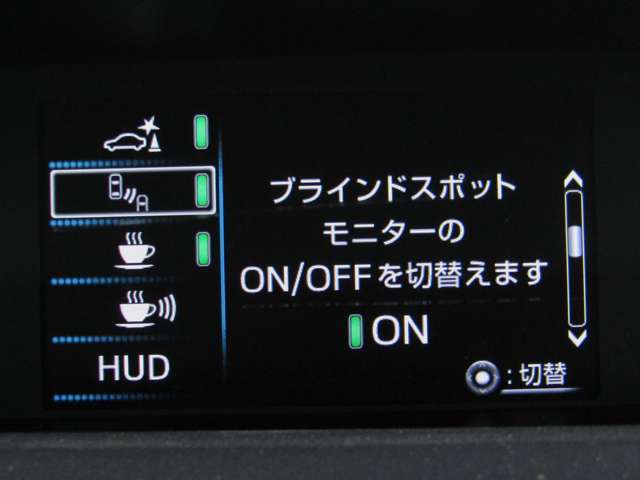 ブラインドスポット
モニターの
ON/OFFを切替えます
ON
HUD
:切替